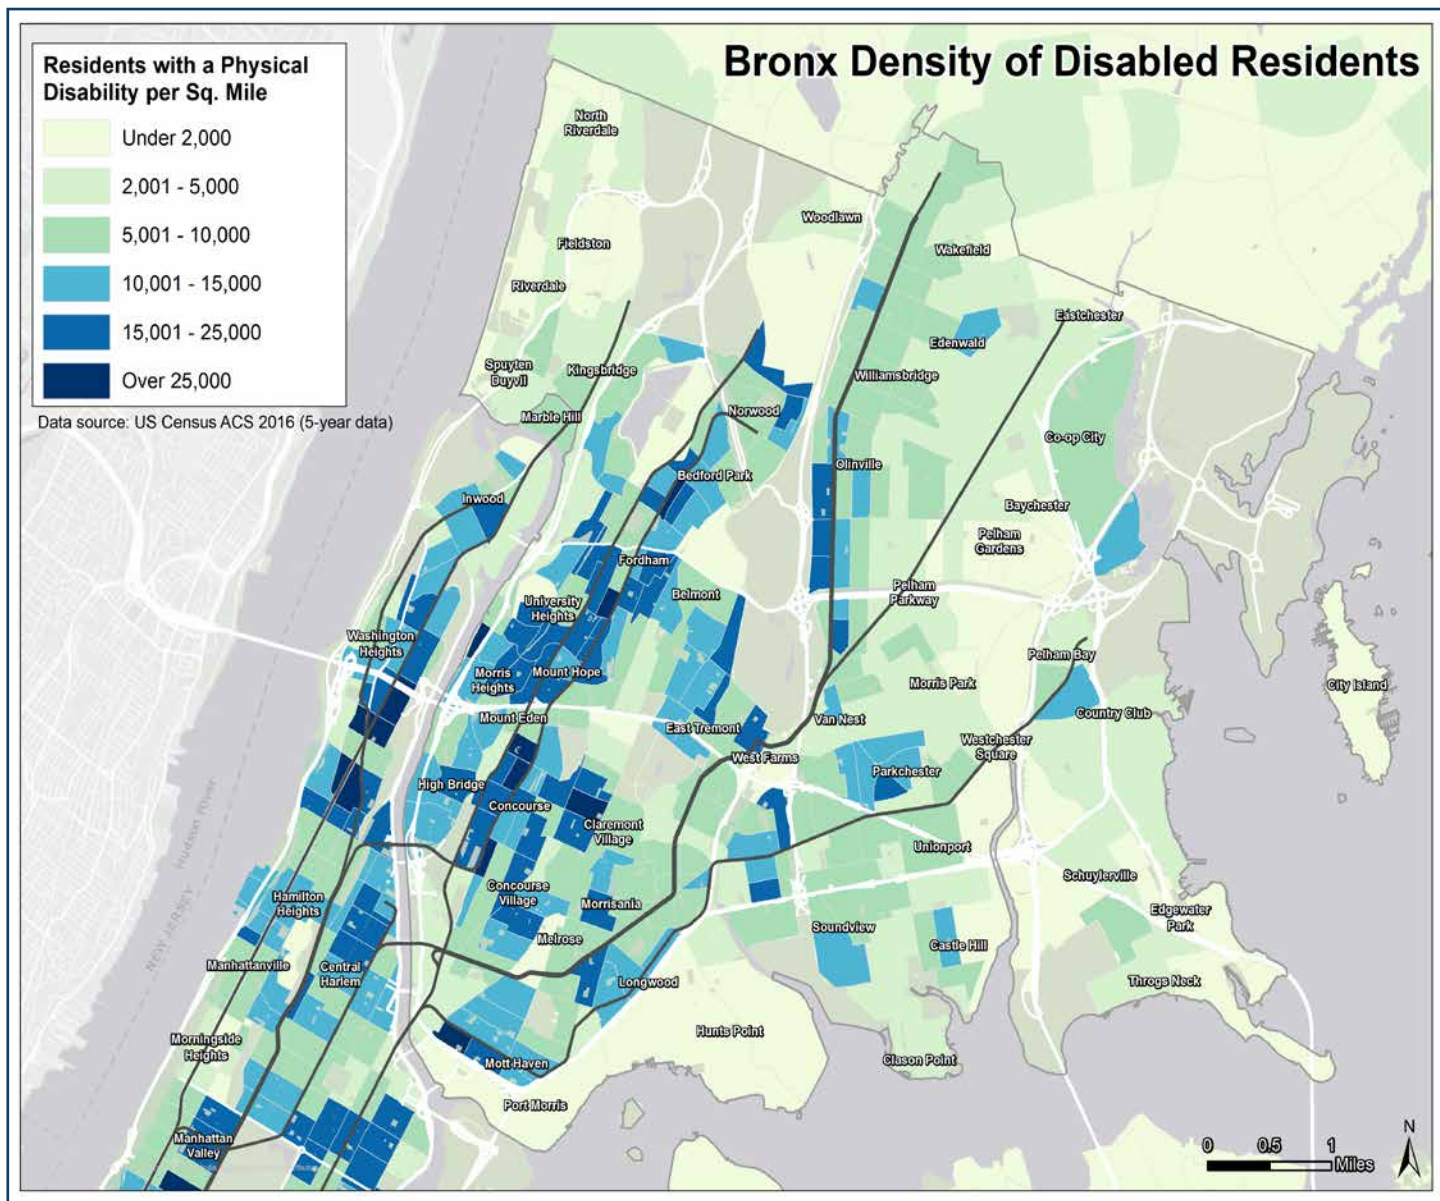 Bronx Density of Disabled Residents
Residents with a Physical
Disability per Sq. Mile
Under 2,000
2,001 - 5,000
5,001 - 10,000
10,001 - 15,000
15,001 - 25,000
Over 25,000
Data source: US Census ACS 2016 (5-year data)
North
Riverdale
Woodlawn
Fieldston
Wakefield
Riverdale
Eastchester
Edenwald
Spuyten
Duyvil
Kingsbridge
Williamsbridge
Marble Hill
Norwood
Co-op City
Olinville
Bedford Park
Inwood
Baychester
Pelham
Gardens
Fordham
Pelham
Parkway
Belmont
University
Heights
Washington
Heights
Pelham Bay
Morris
Heights
Mount Hope
Morris Park
City Island
Mount Eden
Van Nest
Country Club
East Tremont
Westchester
Square
West Farms
Parkchester
High Bridge
Concourse
Claremont
Village
Unionport
Hudson River
Schuylerville
Concourse
Village
Hamilton
Heights
Morrisania
Edgewater
Park
Soundview
Melrose
Castle Hill
NEW JERSEY
Manhattanville
Central
Harlem
Longwood
Throgs Neck
Hunts Point
Morningside
Heights
Mott Haven
Clason Point
Port Morris
Manhattan
Valley
N
0 0.5 1
Miles